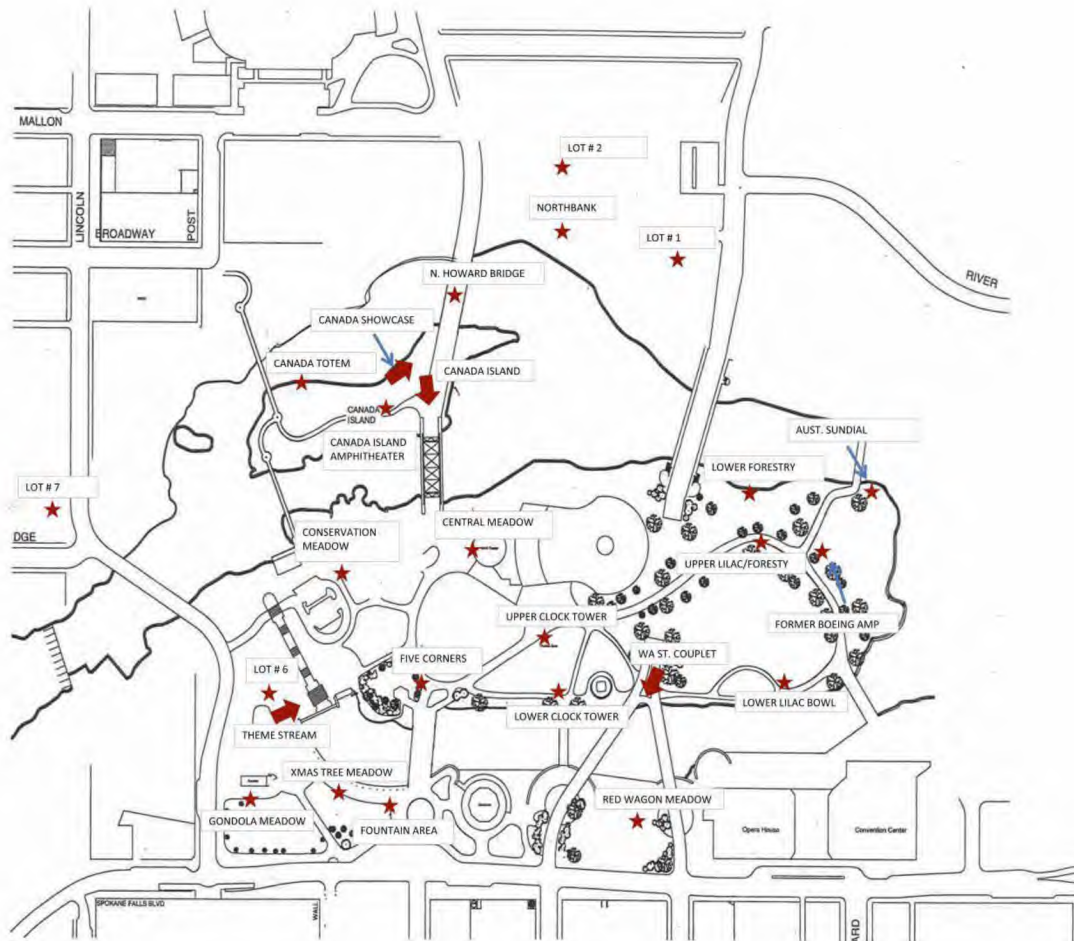 MALLON
LOT # 2
LINCOLN
POST
BROADWAY
NORTHBANK
LOT # 1
RIVER
N. HOWARD BRIDGE
CANADA SHOWCASE
CANADA TOTEM
CANADA ISLAND
CANADA
ISLAND
CANADA ISLAND
AMPHITHEATER
AUST. SUNDIAL
LOWER FORESTRY
LOT # 7
DGE
CONSERVATION
MEADOW
CENTRAL MEADOW
UPPER LILAC/FORESTY
UPPER CLOCK TOWER
FORMER BOEING AMP
FIVE CORNERS
WA ST. COUPLET
LOT # 6
LOWER CLOCK TOWER
LOWER LILAC BOWL
THEME STREAM
XMAS TREE MEADOW
RED WAGON MEADOW
GONDOLA MEADOW
FOUNTAIN AREA
Opera House
Convention Center
SPOKANE FALLS BLVD
WALL
ARD